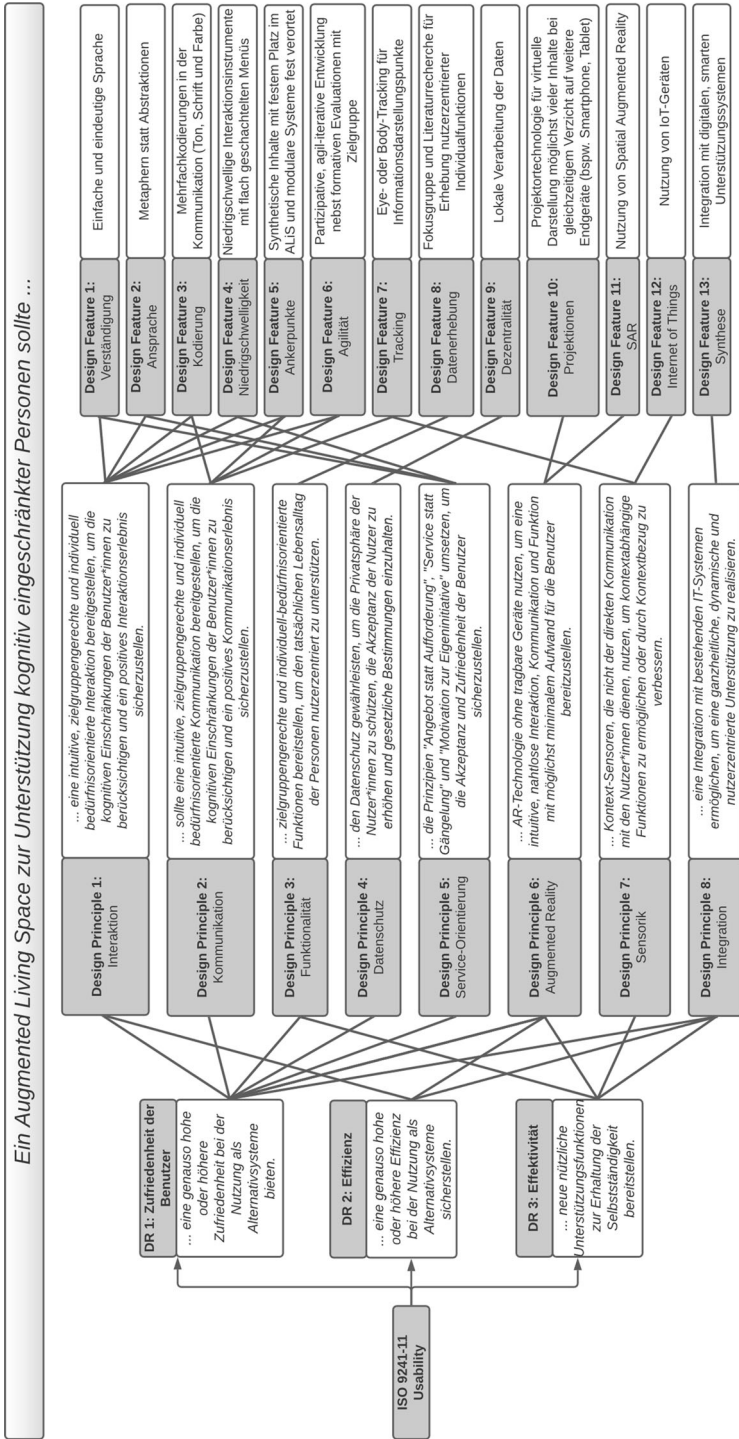 Ein Augmented Living Space zur Unterstützung kognitiv eingeschränkter Personen sollte ...
ISO 9241-11
Usability
DR 1: Zufriedenheit der
Benutzer
... eine genauso hohe
oder höhere
Zufriedenheit bei der
Nutzung als
Alternativsysteme
bieten.
DR 2: Effizienz
... eine genauso hohe
oder höhere Effizienz
bei der Nutzung als
Alternativsysteme
sicherstellen.
DR 3: Effektivität
... neue nützliche
Unterstützungsfunktionen
zur Erhaltung der
Selbstständigkeit
bereitstellen.
Design Principle 1:
Interaktion
... eine intuitive, zielgruppengerechte und individuell
bedürfnisorientierte Interaktion bereitgestellen, um die
kognitiven Einschränkungen der Benutzer*innen zu
berücksichtigen und ein positives Interaktionserlebnis
sicherzustellen.
Design Principle 2:
Kommunikation
... sollte eine intuitive, zielgruppengerechte und individuell
bedürfnisorientierte Kommunikation bereitgestellen, um die
kognitiven Einschränkungen der Benutzer*innen zu
berücksichtigen und ein positives Kommunikationserlebnis
sicherzustellen.
Design Principle 3:
Funktionalität
... zielgruppengerechte und individuell-bedürfnisorientierte
Funktionen bereitstellen, um den tatsächlichen Lebensalltag
der Personen nutzerzentriert zu unterstützen.
Design Principle 4:
Datenschutz
... den Datenschutz gewährleisten, um die Privatsphäre der
Nutzer*innen zu schützen, die Akzeptanz der Nutzer zu
erhöhen und gesetzliche Bestimmungen einzuhalten.
Design Principle 5:
Service-Orientierung
... die Prinzipien "Angebot statt Aufforderung", "Service statt
Gängelung" und "Motivation zur Eigeninitiative" umsetzen, um
die Akzeptanz und Zufriedenheit der Benutzer
sicherzustellen.
Design Principle 6:
Augmented Reality
... AR-Technologie ohne tragbare Geräte nutzen, um eine
intuitive, nahtlose Interaktion, Kommunikation und Funktion
mit möglichst minimalem Aufwand für die Benutzer
bereitzustellen.
Design Principle 7:
Sensorik
... Kontext-Sensoren, die nicht der direkten Kommunikation
mit den Nutzer*innen dienen, nutzen, um kontextabhängige
Funktionen zu ermöglichen oder durch Kontextbezug zu
verbessern.
Design Principle 8:
Integration
... eine Integration mit bestehenden IT-Systemen
ermöglichen, um eine ganzheitliche, dynamische und
nutzerzentrierte Unterstützung zu realisieren.
Design Feature 1:
Verständigung
Einfache und eindeutige Sprache
Design Feature 2:
Ansprache
Metaphern statt Abstraktionen
Design Feature 3:
Kodierung
Mehrfachkodierungen in der
Kommunikation (Ton, Schrift und Farbe)
Design Feature 4:
Niedrigschwelligkeit
Niedrigschwellige Interaktionsinstrumente
mit flach geschachtelten Menüs
Design Feature 5:
Ankerpunkte
Synthetische Inhalte mit festem Platz im
ALiS und modulare Systeme fest verortet
Design Feature 6:
Agilität
Partizipative, agil-iterative Entwicklung
nebst formativen Evaluationen mit
Zielgruppe
Design Feature 7:
Tracking
Eye- oder Body-Tracking für
Informationsdarstellungspunkte
Design Feature 8:
Datenerhebung
Fokusgruppe und Literaturrecherche für
Erhebung nutzerzentrierter
Individualfunktionen
Design Feature 9:
Dezentralität
Lokale Verarbeitung der Daten
Design Feature 10:
Projektionen
Projektortechnologie für virtuelle
Darstellung möglichst vieler Inhalte bei
gleichzeitigem Verzicht auf weitere
Endgeräte (bspw. Smartphone, Tablet)
Design Feature 11:
SAR
Nutzung von Spatial Augmented Reality
Design Feature 12:
Internet of Things
Nutzung von IoT-Geräten
Design Feature 13:
Synthese
Integration mit digitalen, smarten
Unterstützungssystemen